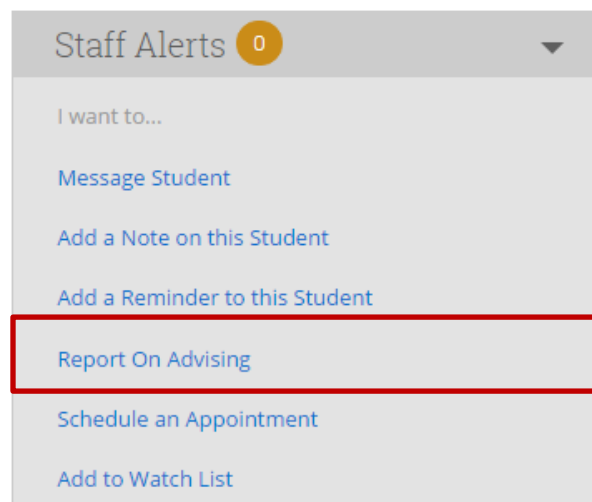 Staff Alerts 0
I want to...
Message Student
Add a Note on this Student
Add a Reminder to this Student
Report On Advising
Schedule an Appointment
Add to Watch List